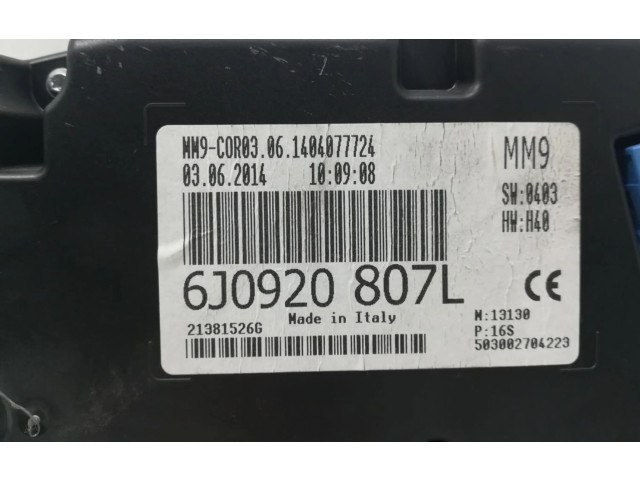 MM9-COR03.06.1404077724
03.06.2014 10:09:08
MM9
SW:0403
HW:H40
6J0920 807L
CE
Made in Italy
21381526G
M:13130
P:16S
503002704223